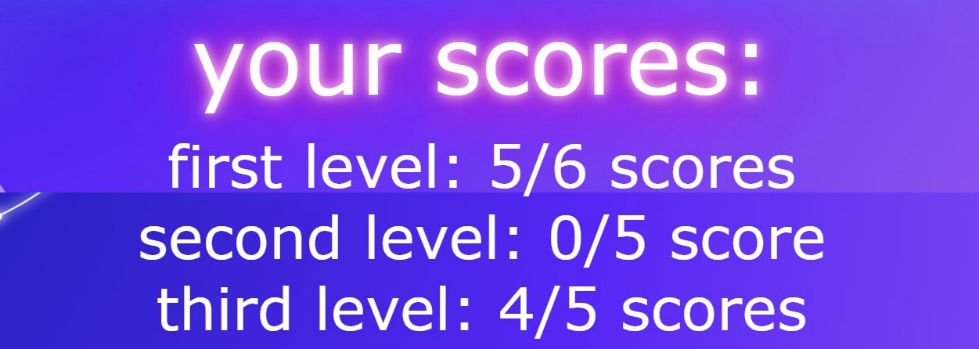 your scores:
first level: 5/6 scores
second level: 0/5 score
third level: 4/5 scores